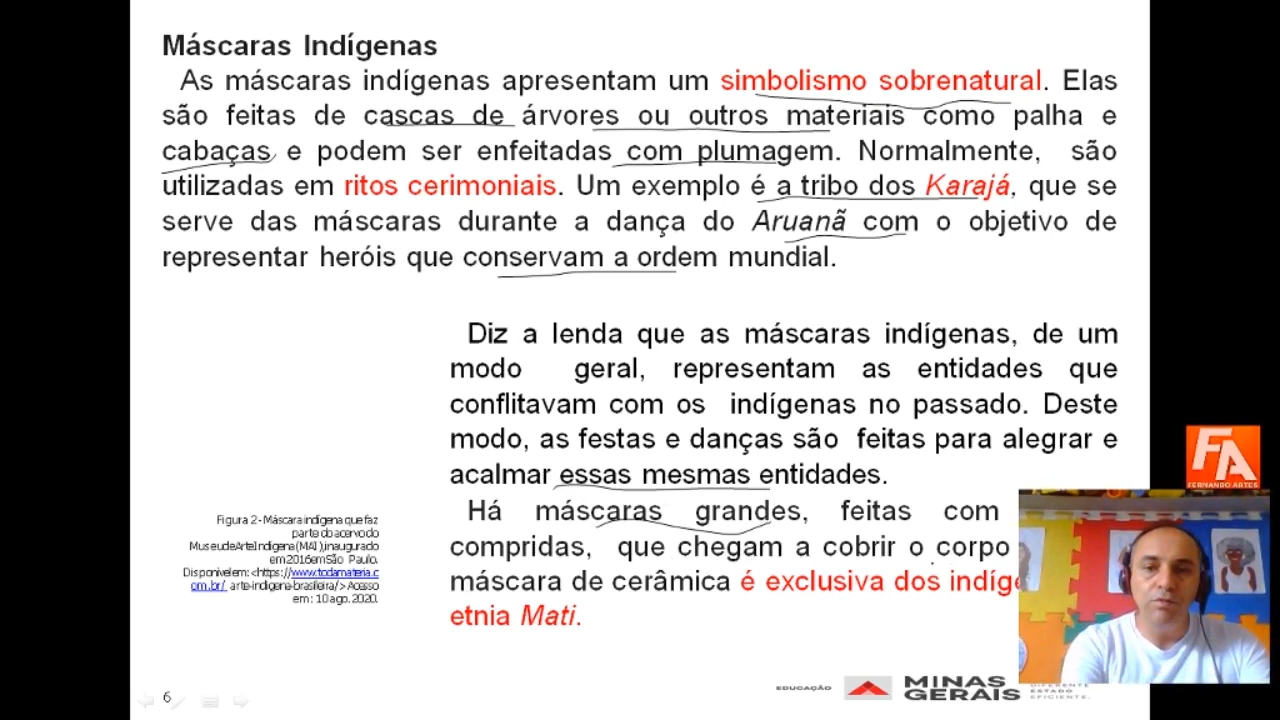 Máscaras Indígenas
As máscaras indígenas apresentam um simbolismo sobrenatural. Elas
são feitas de cascas de árvores ou outros materiais como palha e
cabaças e podem ser enfeitadas com plumagem. Normalmente, são
utilizadas em ritos cerimoniais. Um exemplo é a tribo dos Karajá, que se
serve das máscaras durante a dança do Aruanã com o objetivo de
representar heróis que conservam a ordem mundial.
Diz a lenda que as máscaras indígenas, de um
modo geral, representam as entidades que
conflitavam com os indígenas no passado. Deste
modo, as festas e danças são feitas para alegrar e
acalmar essas mesmas entidades.
Há máscaras grandes, feitas com
compridas, que chegam a cobrir o corpo
máscara de cerâmica é exclusiva dos indíge
etnia Mati.
Figura 2 - Máscara indígena que faz
parte do acervo do
Museu de Arte Indígena (MAI), inaugurado
em 2016 em São Paulo.
Disponível em: <https://www.todamateria.c
om.br/ arte-indigena-brasileira/> Acesso
em : 10 ago. 2020.
6
EDUCAÇÃO
MINAS
GERAIS
DIFERENTE
ESTADO
EFICIENTE.
FA
FERNANDO ARTES